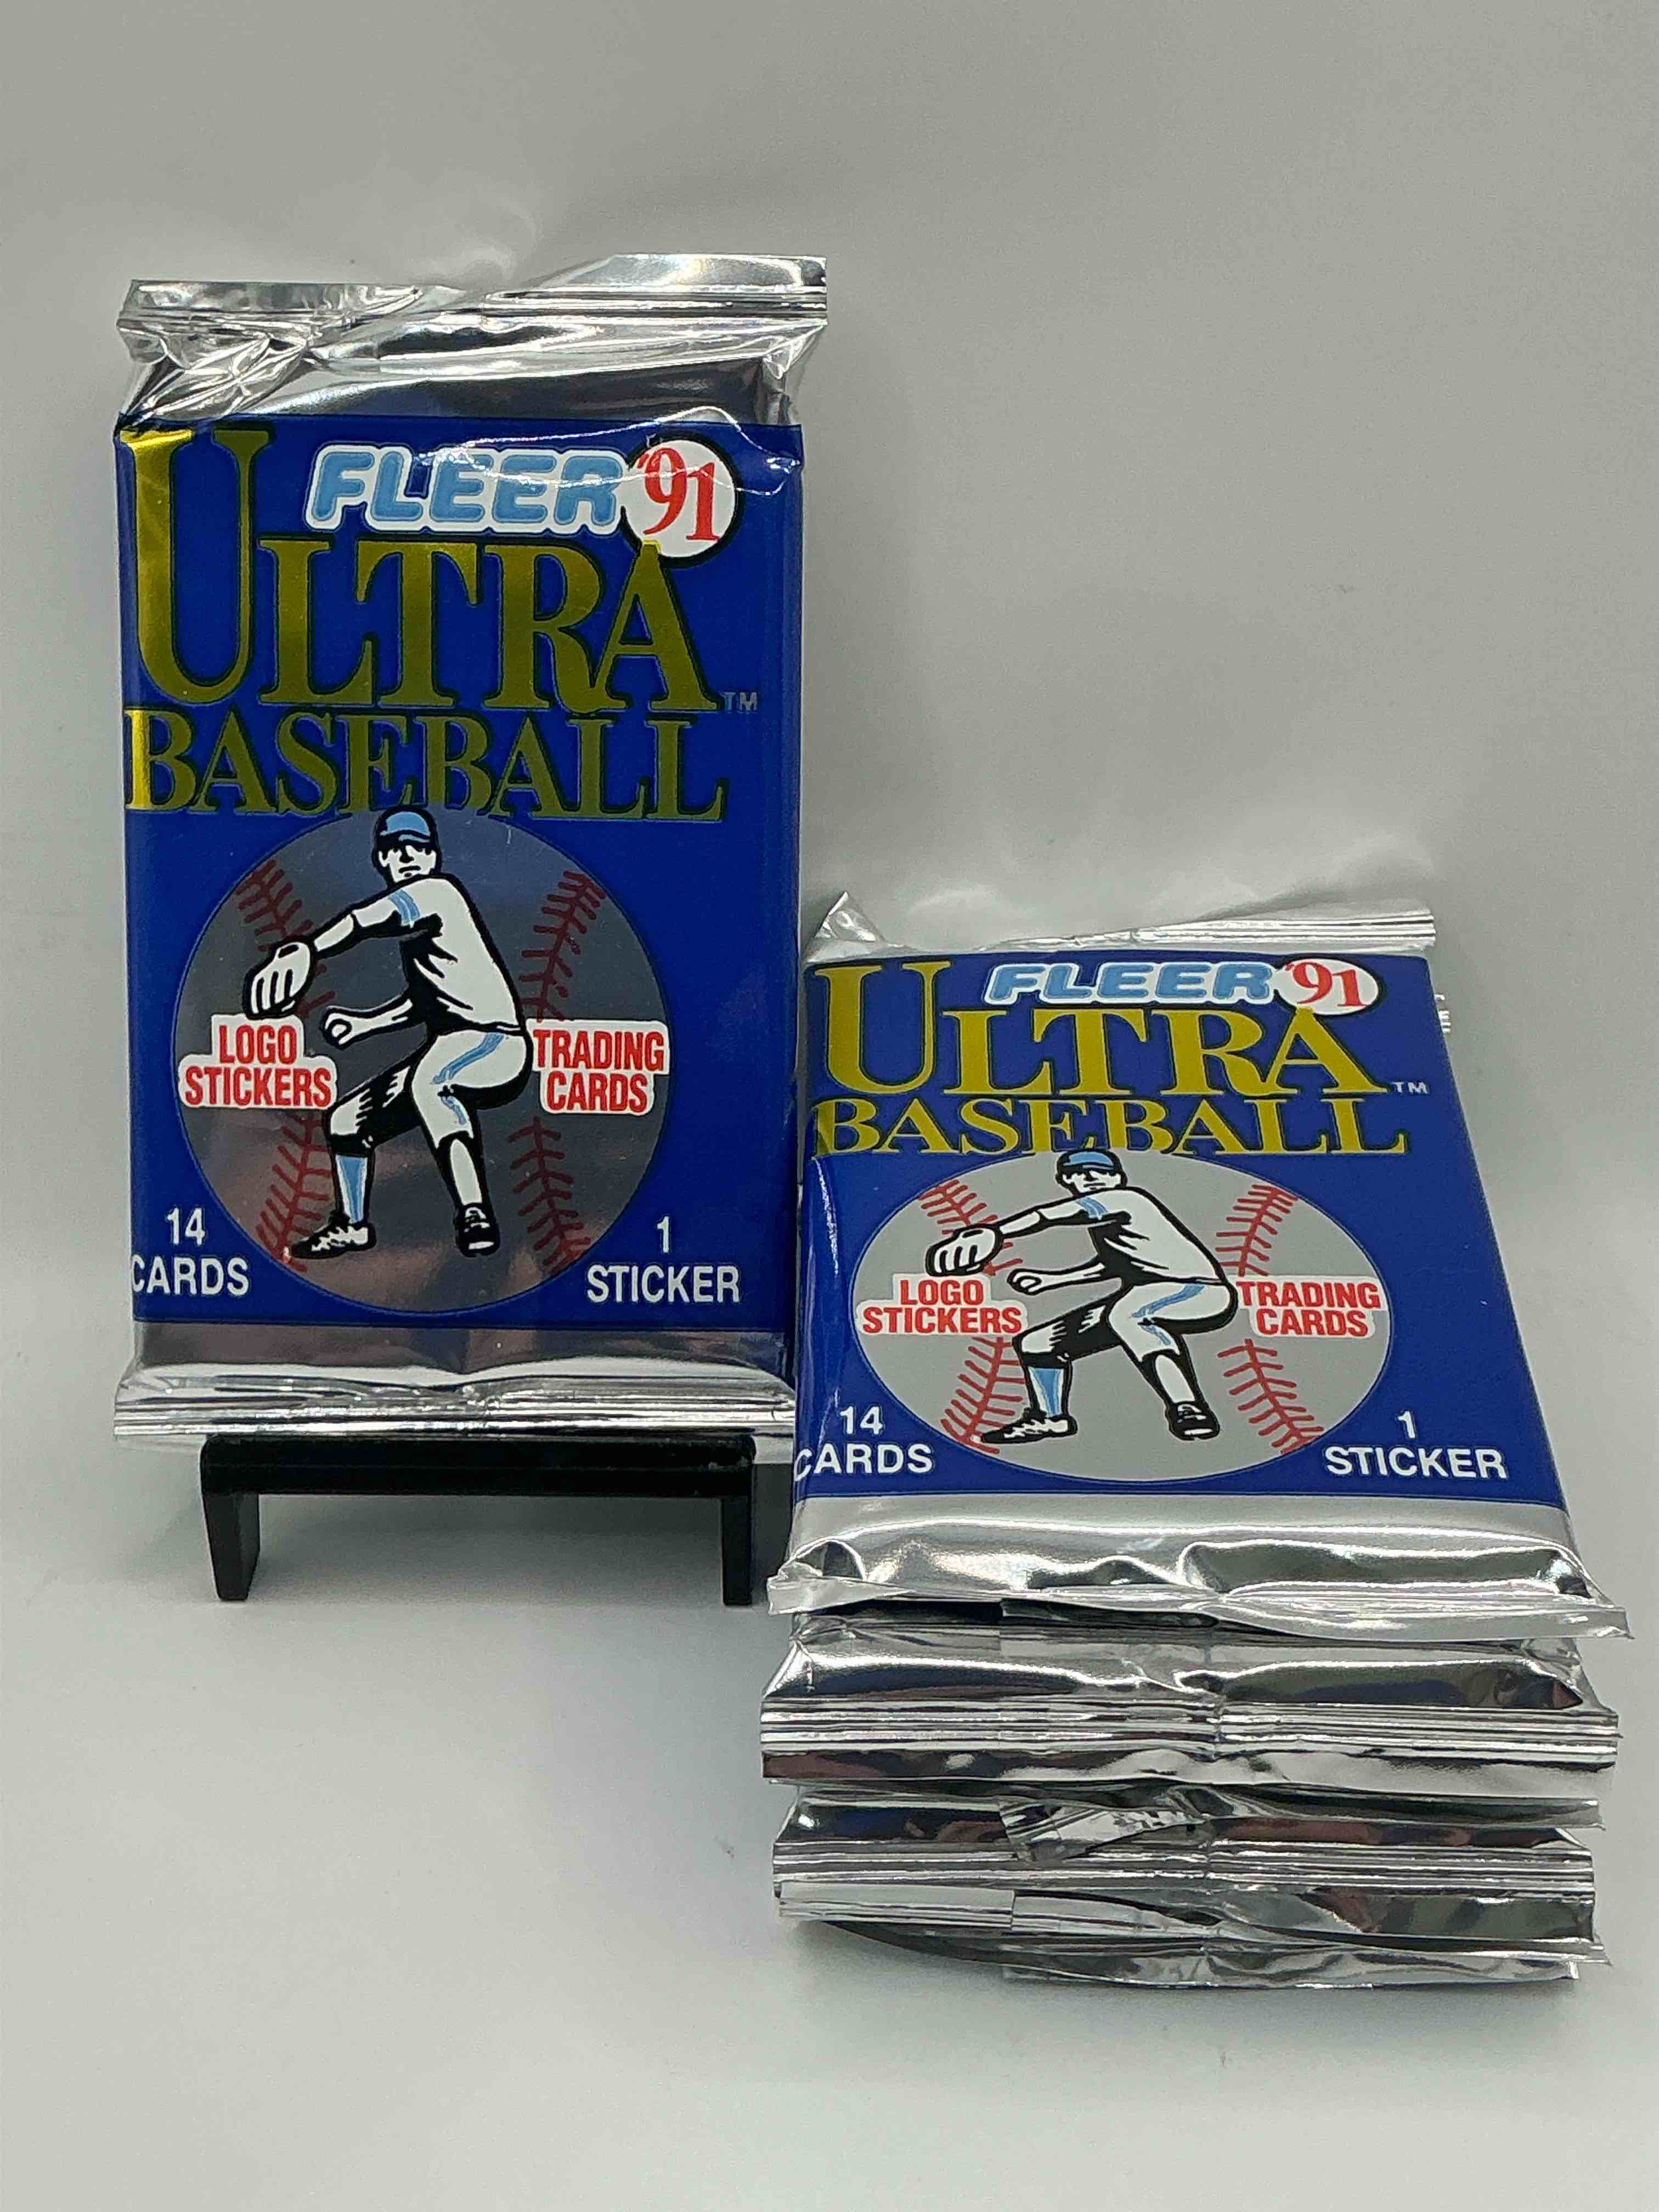 FLEER '91
ULTRA™
BASEBALL
LOGO
STICKERS
TRADING
CARDS
14
CARDS
1
STICKER
FLEER '91
ULTRA™
BASEBALL
LOGO
STICKERS
TRADING
CARDS
14
CARDS
1
STICKER